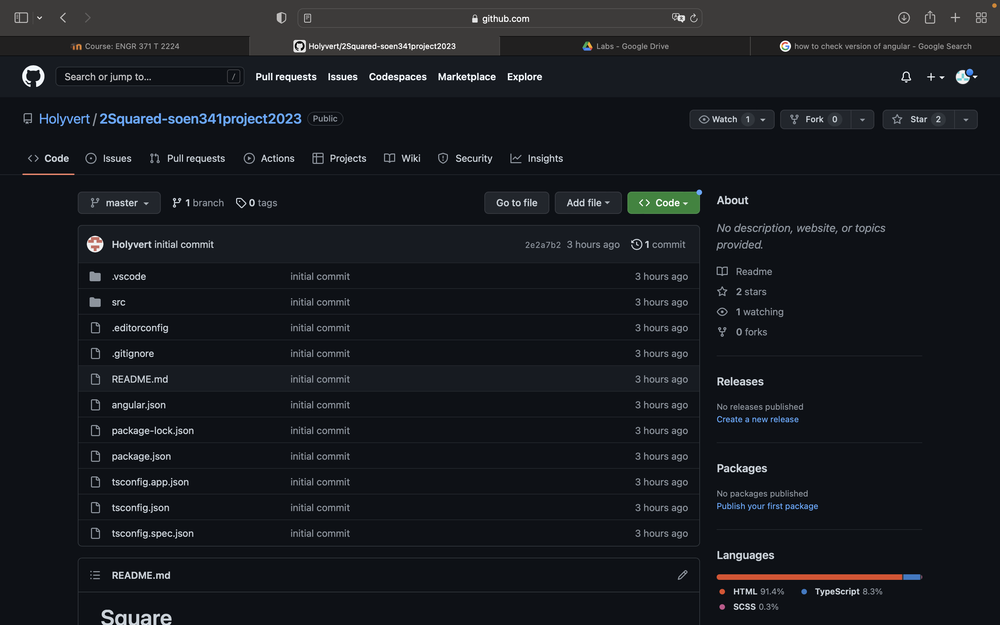 github.com
Course: ENGR 371 T 2224
Holyvert/2Squared-soen341project2023
Labs - Google Drive
how to check version of angular - Google Search
Search or jump to... /
Pull requests Issues Codespaces Marketplace Explore
Holyvert / 2Squared-soen341project2023 Public
Watch 1 Fork 0 Star 2
Code Issues Pull requests Actions Projects Wiki Security Insights
master 1 branch 0 tags Go to file Add file Code
Holyvert initial commit 2e2a7b2 3 hours ago 1 commit
.vscode initial commit 3 hours ago
src initial commit 3 hours ago
.editorconfig initial commit 3 hours ago
.gitignore initial commit 3 hours ago
README.md initial commit 3 hours ago
angular.json initial commit 3 hours ago
package-lock.json initial commit 3 hours ago
package.json initial commit 3 hours ago
tsconfig.app.json initial commit 3 hours ago
tsconfig.json initial commit 3 hours ago
tsconfig.spec.json initial commit 3 hours ago
README.md
Square
About
No description, website, or topics
provided.
Readme
2 stars
1 watching
0 forks
Releases
No releases published
Create a new release
Packages
No packages published
Publish your first package
Languages
HTML 91.4% TypeScript 8.3%
SCSS 0.3%